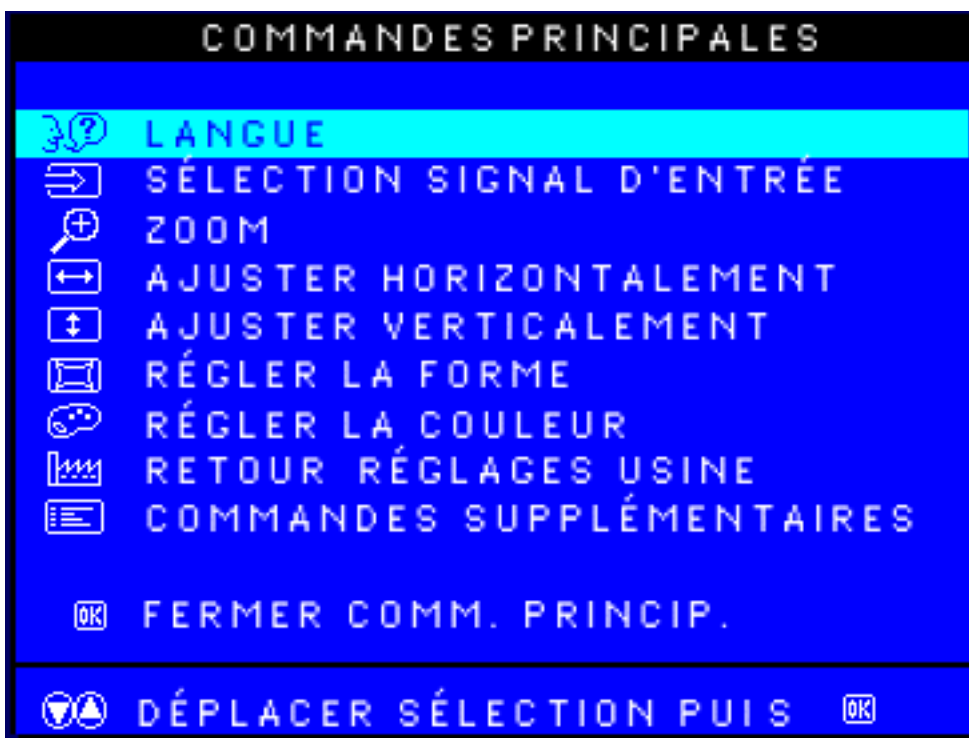 COMMANDES PRINCIPALES
LANGUE
SÉLECTION SIGNAL D'ENTRÉE
ZOOM
AJUSTER HORIZONTALEMENT
AJUSTER VERTICALEMENT
RÉGLER LA FORME
RÉGLER LA COULEUR
RETOUR RÉGLAGES USINE
COMMANDES SUPPLÉMENTAIRES
OK FERMER COMM. PRINCIP.
DÉPLACER SÉLECTION PUIS OK